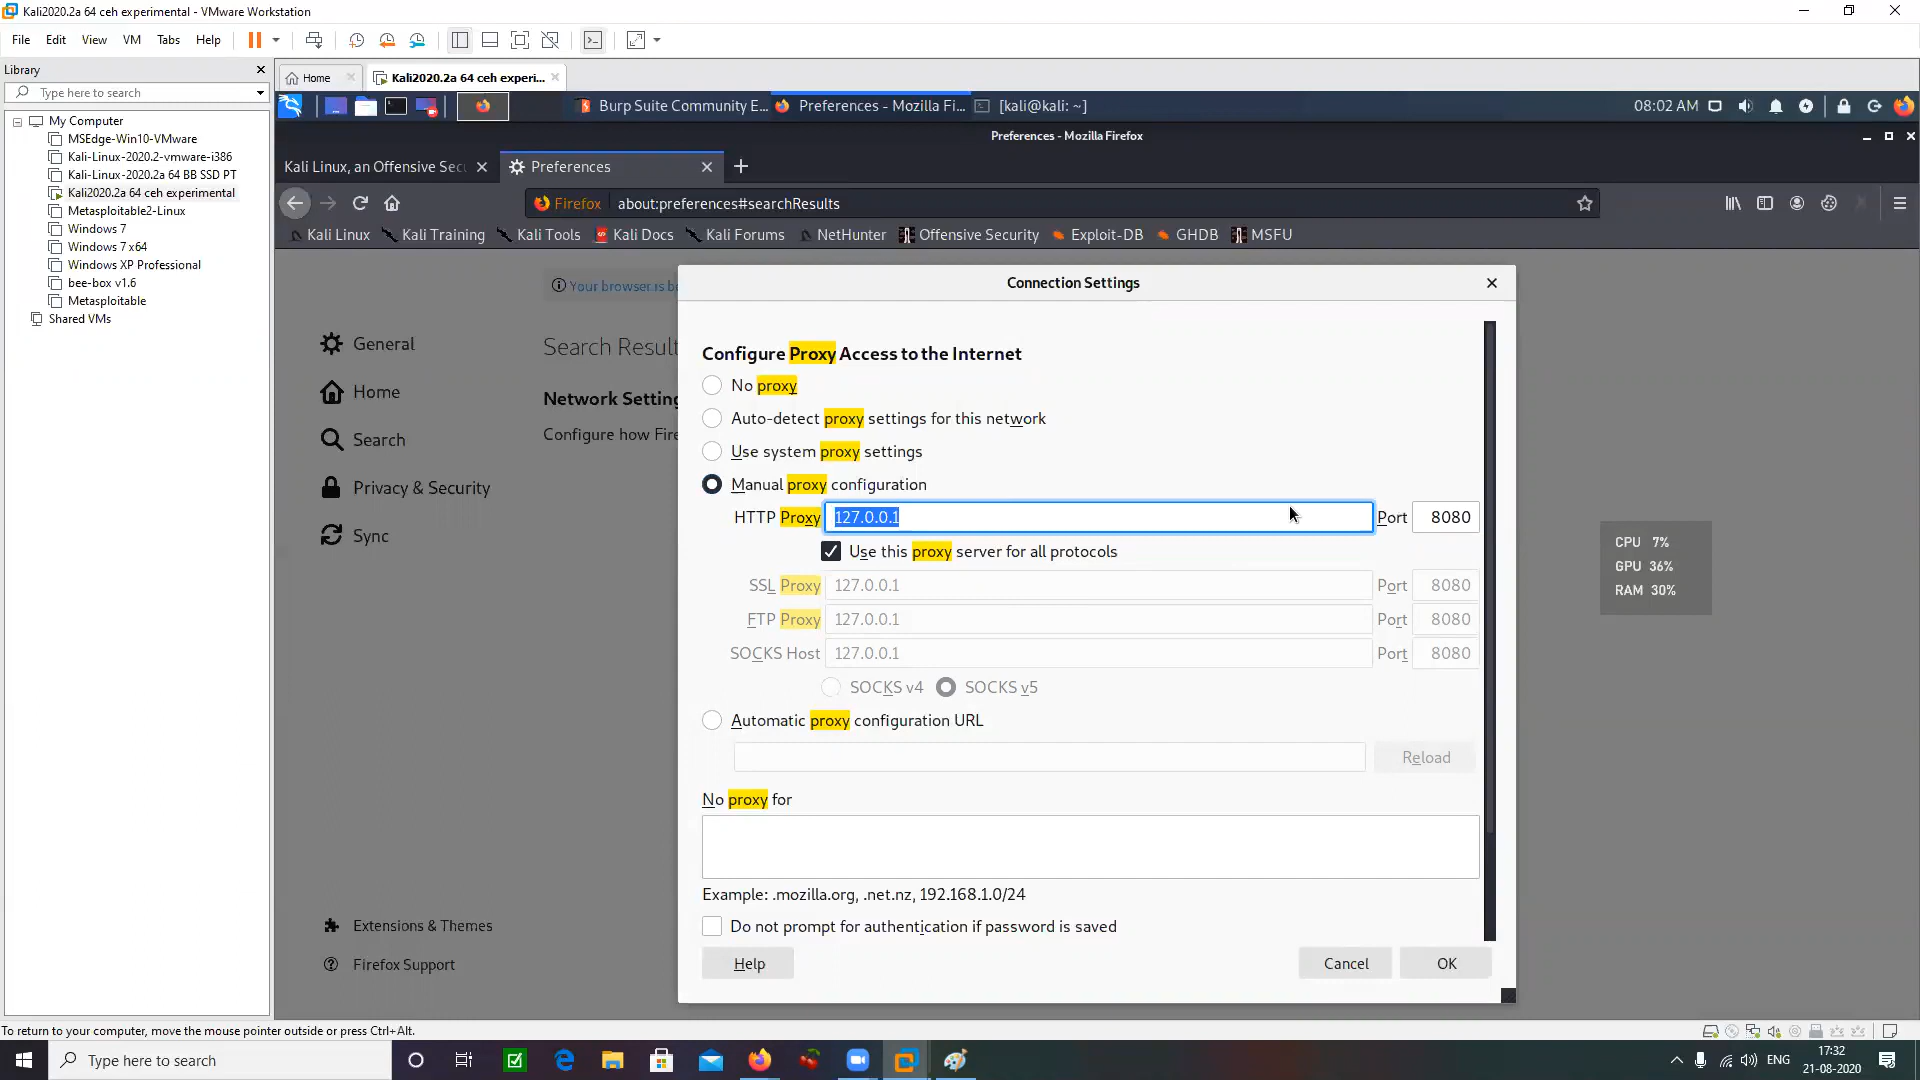 Kali2020.2a 64 ceh experimental - VMware Workstation
File Edit View VM Tabs Help
Library
Type here to search
My Computer
MSEdge-Win10-VMware
Kali-Linux-2020.2-vmware-i386
Kali-Linux-2020.2a 64 BB SSD PT
Kali2020.2a 64 ceh experimental
Metasploitable2-Linux
Windows 7
Windows 7 x64
Windows XP Professional
bee-box v1.6
Metasploitable
Shared VMs
Home
Kali2020.2a 64 ceh experi...
Burp Suite Community E...
Preferences - Mozilla Fi...
[kali@kali: ~]
08:02 AM
Preferences - Mozilla Firefox
Kali Linux, an Offensive Sec
Preferences
Firefox
about:preferences#searchResults
Kali Linux
Kali Training
Kali Tools
Kali Docs
Kali Forums
NetHunter
Offensive Security
Exploit-DB
GHDB
MSFU
Your browser is b
General
Home
Search
Privacy & Security
Sync
Extensions & Themes
Firefox Support
Search Result
Network Setting
Configure how Fire
Connection Settings
Configure Proxy Access to the Internet
No proxy
Auto-detect proxy settings for this network
Use system proxy settings
Manual proxy configuration
HTTP Proxy 127.0.0.1 Port 8080
Use this proxy server for all protocols
SSL Proxy 127.0.0.1 Port 8080
FTP Proxy 127.0.0.1 Port 8080
SOCKS Host 127.0.0.1 Port 8080
SOCKS v4 SOCKS v5
Automatic proxy configuration URL
Reload
No proxy for
Example: .mozilla.org, .net.nz, 192.168.1.0/24
Do not prompt for authentication if password is saved
Help
Cancel
OK
CPU 7%
GPU 36%
RAM 30%
To return to your computer, move the mouse pointer outside or press Ctrl+Alt.
Type here to search
ENG
17:32
21-08-2020